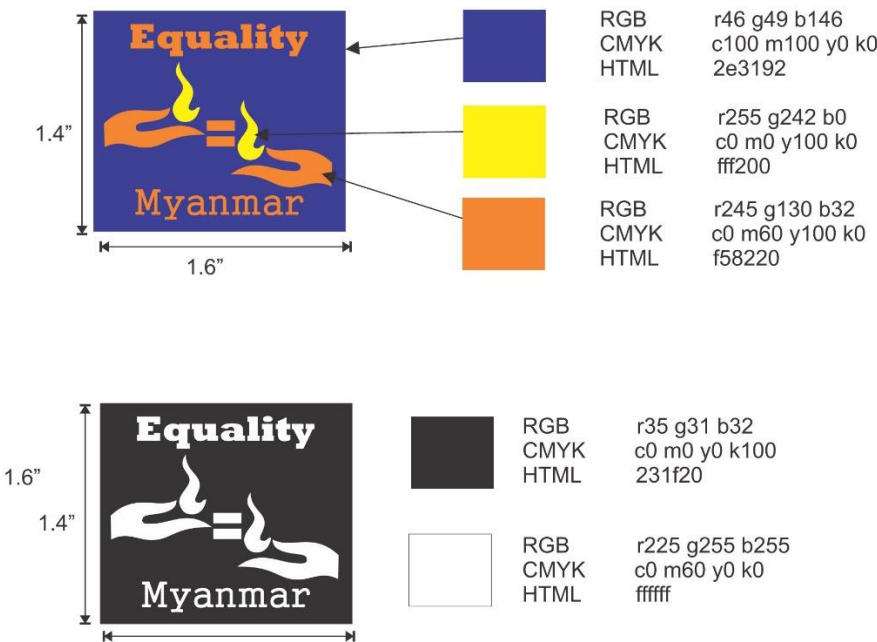 Equality
=
Myanmar
1.4”
1.6”
RGB r46 g49 b146
CMYK c100 m100 y0 k0
HTML 2e3192
RGB r255 g242 b0
CMYK c0 m0 y100 k0
HTML fff200
RGB r245 g130 b32
CMYK c0 m60 y100 k0
HTML f58220
Equality
=
Myanmar
1.6”
1.4”
RGB r35 g31 b32
CMYK c0 m0 y0 k100
HTML 231f20
RGB r225 g255 b255
CMYK c0 m60 y0 k0
HTML ffffff